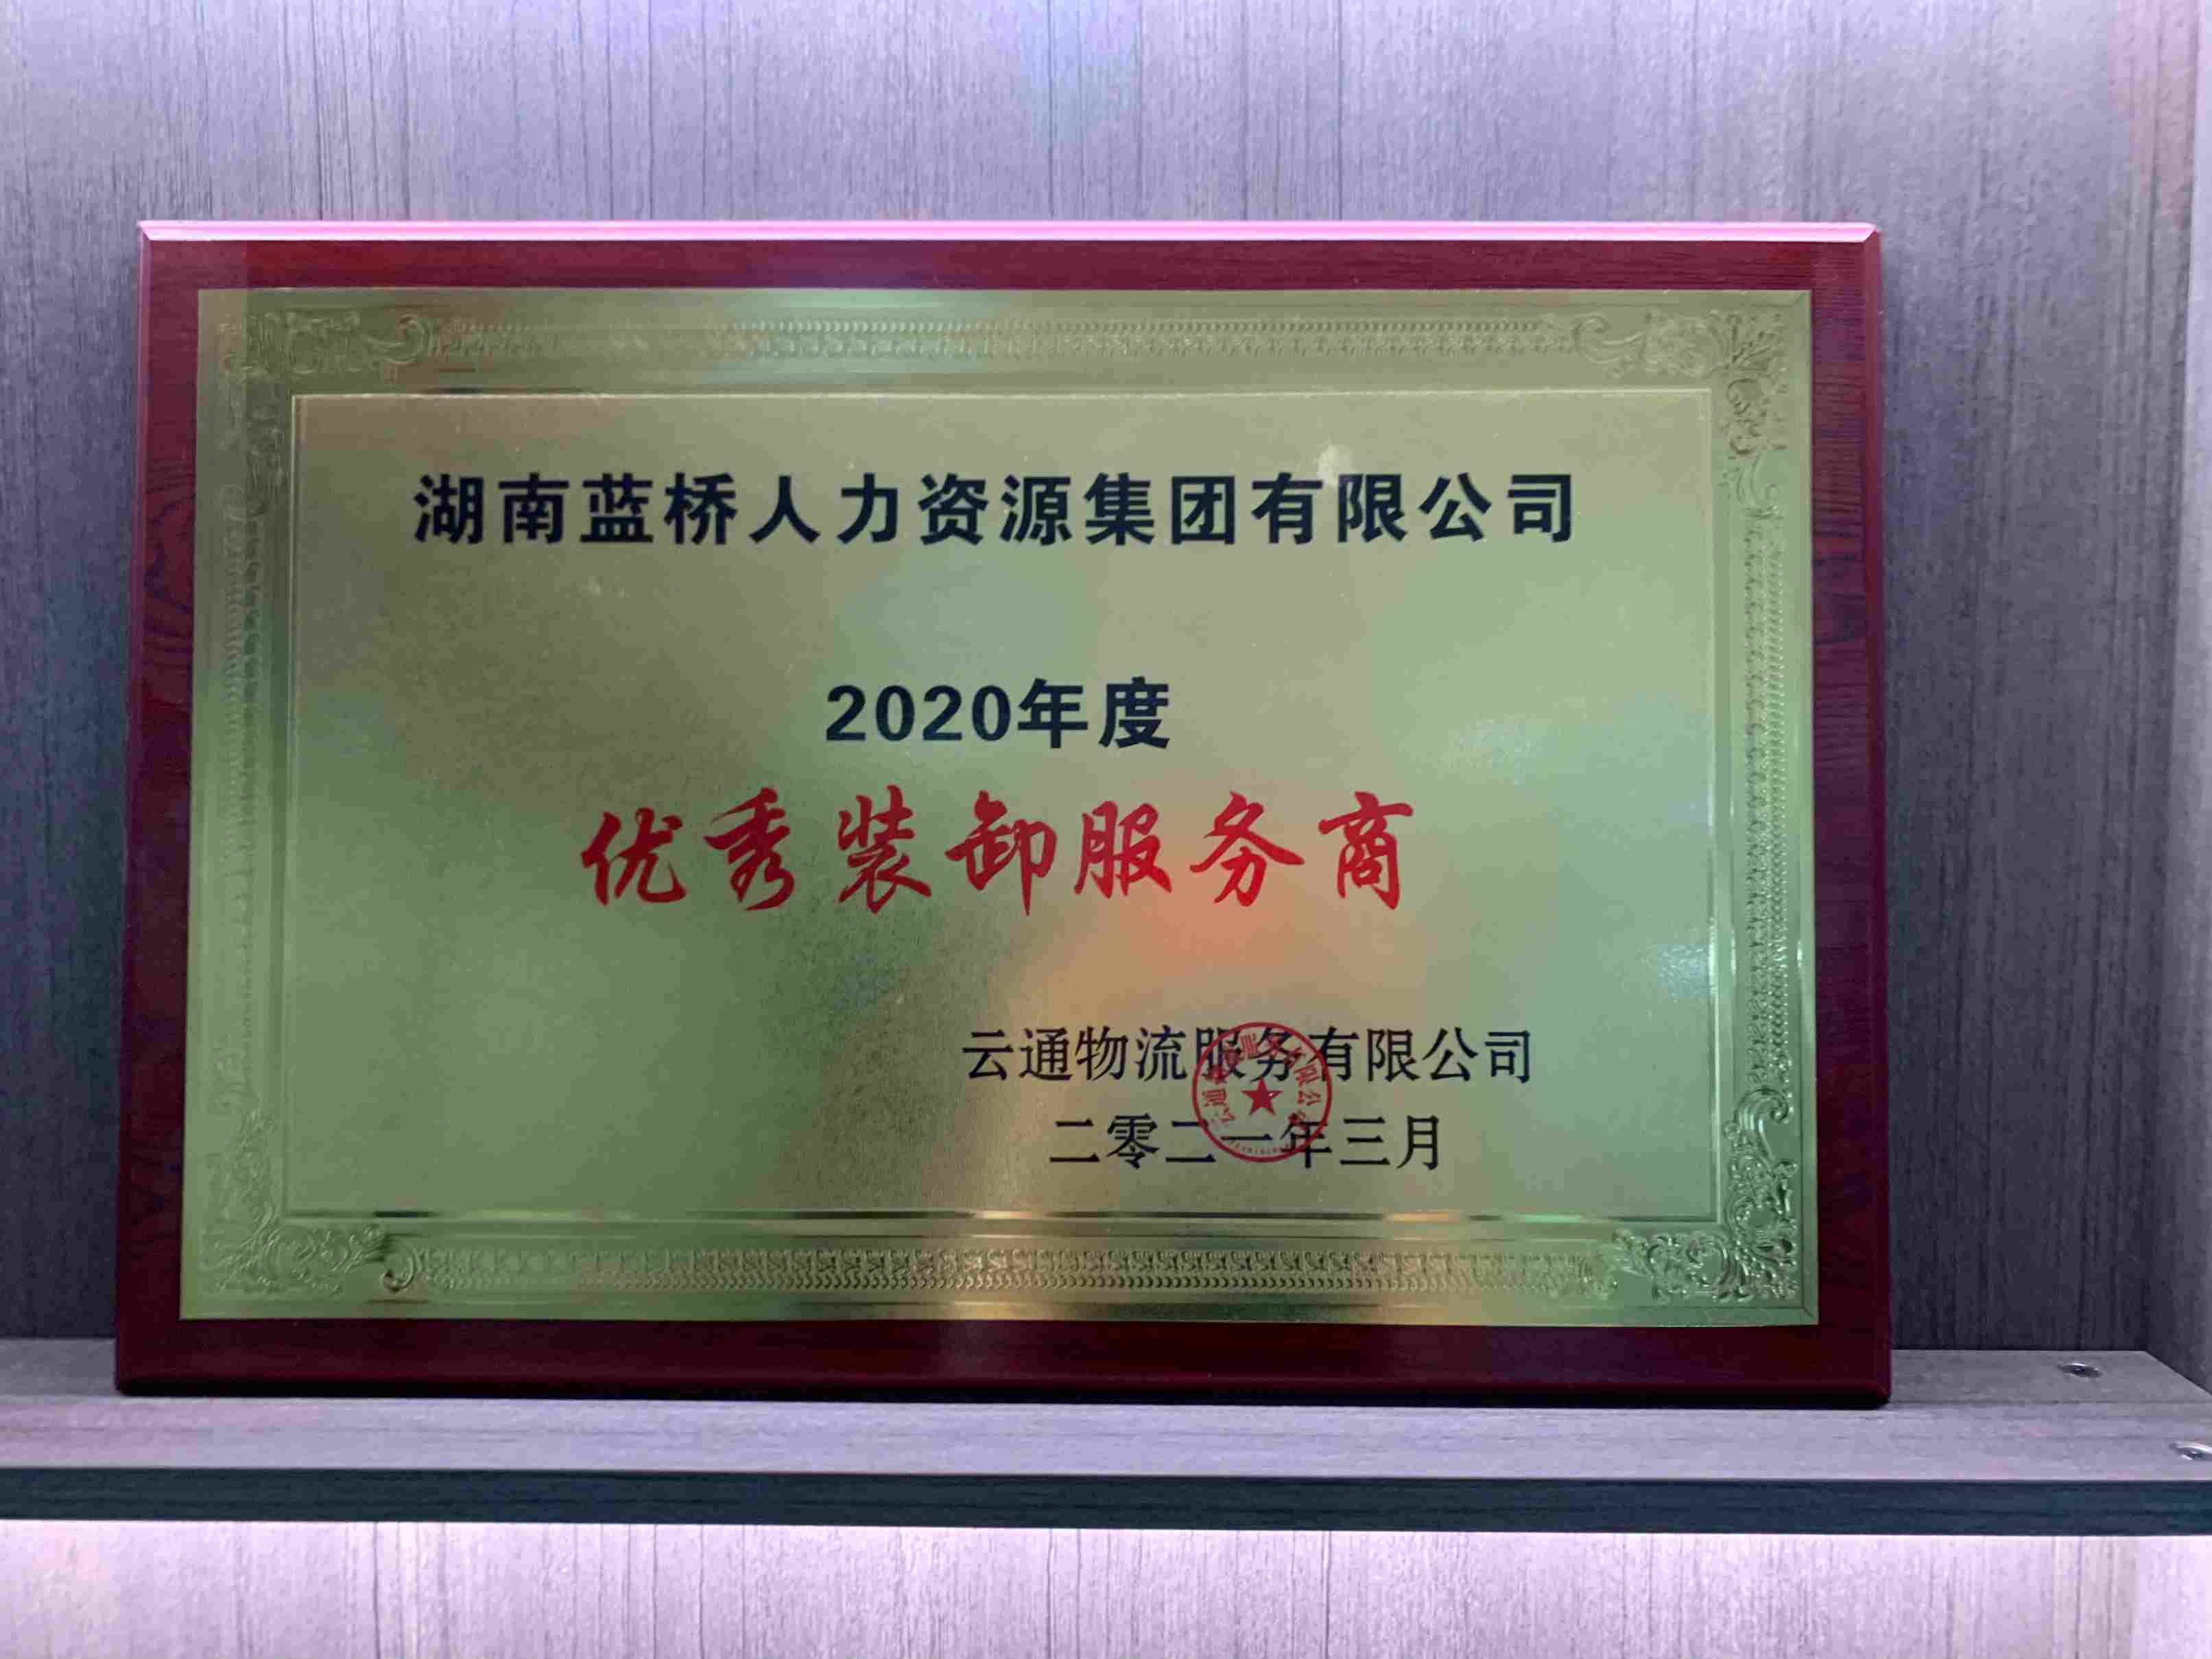 湖南蓝桥人力资源集团有限公司
2020年度
优秀装卸服务商
云通物流服务有限公司
二零二一年三月